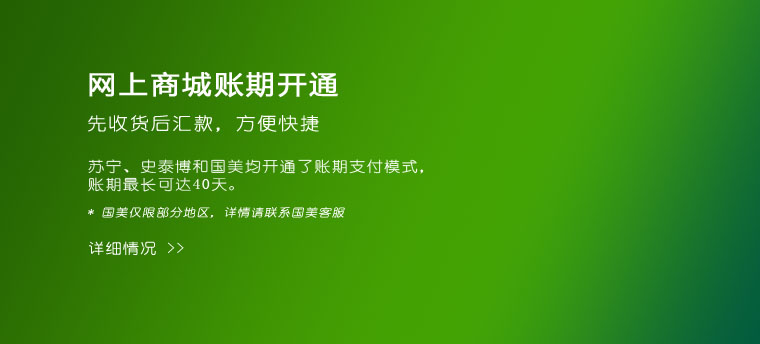 网上商城账期开通
先收货后汇款，方便快捷
苏宁、史泰博和国美均开通了账期支付模式，
账期最长可达40天。
* 国美仅限部分地区，详情请联系国美客服
详细情况 >>